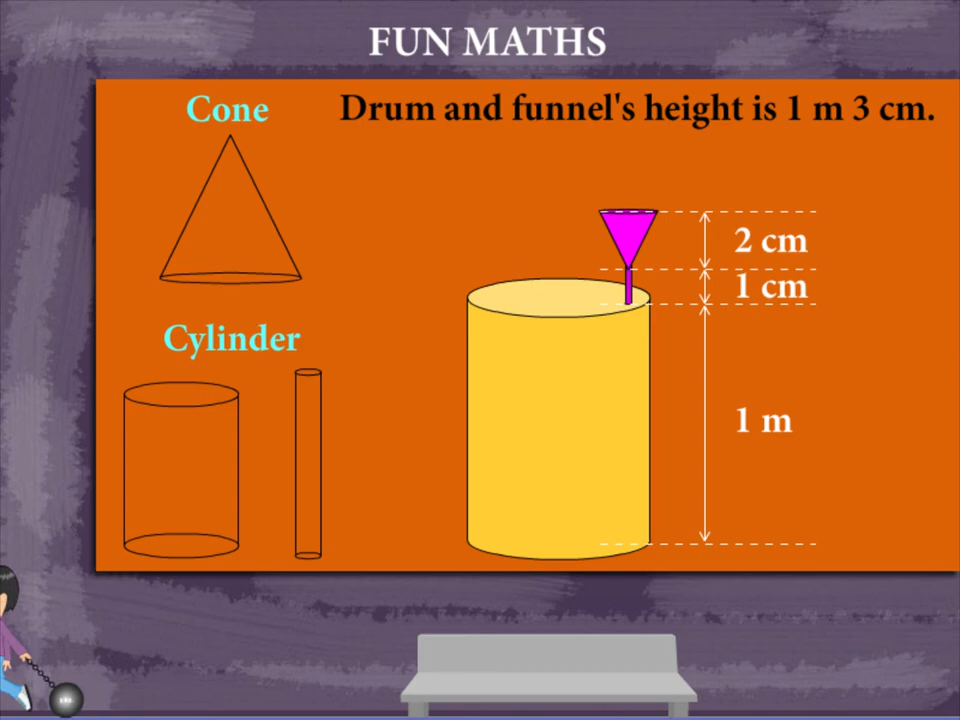 FUN MATHS
Cone
Drum and funnel's height is 1 m 3 cm.
2 cm
1 cm
Cylinder
1 m